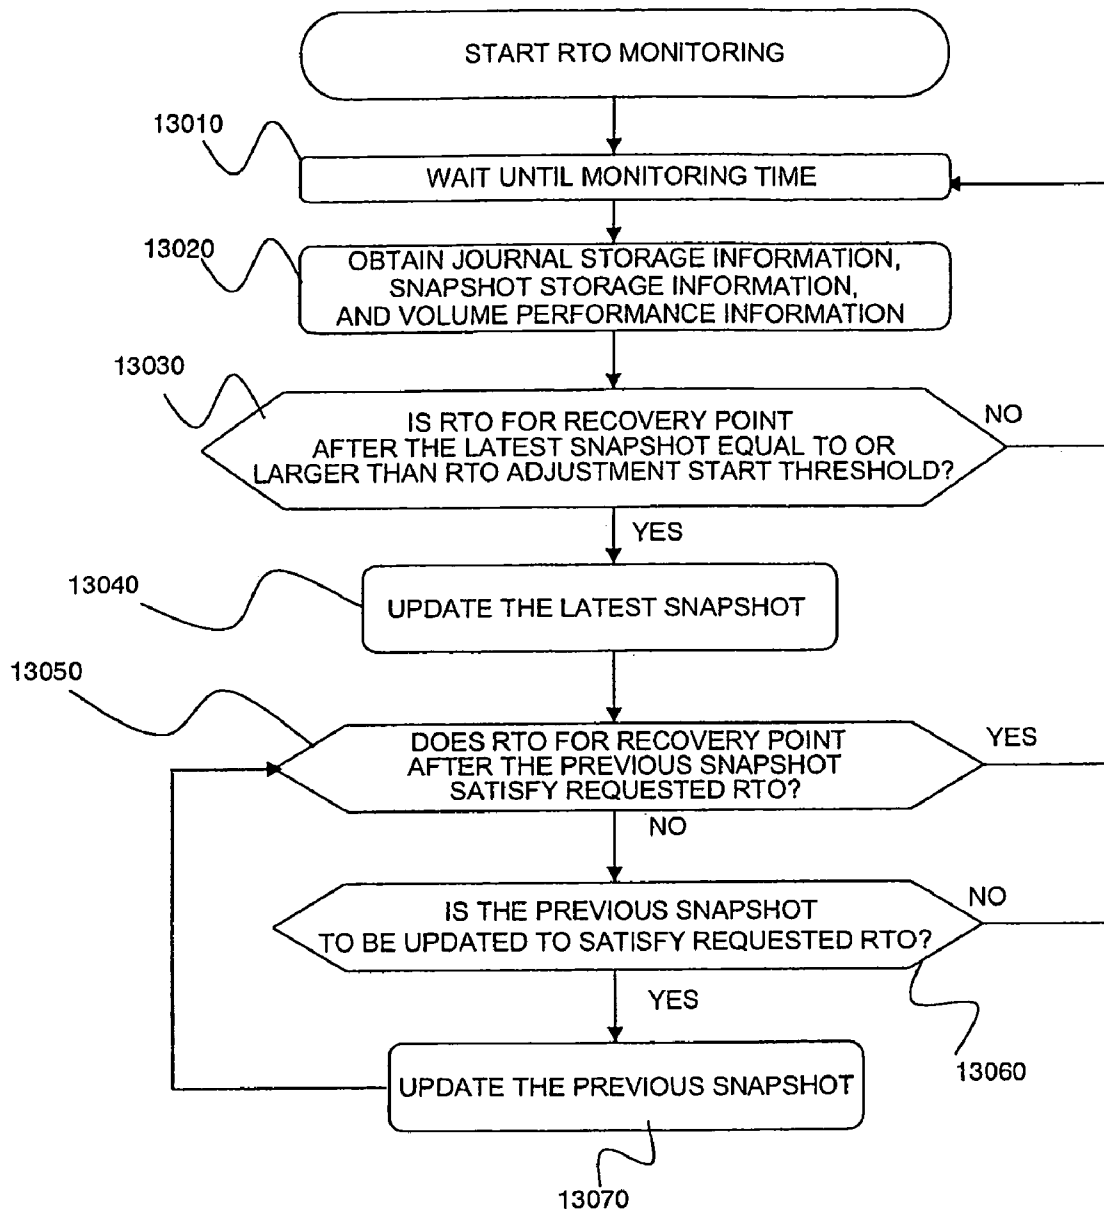 START RTO MONITORING
13010
WAIT UNTIL MONITORING TIME
13020
OBTAIN JOURNAL STORAGE INFORMATION,
SNAPSHOT STORAGE INFORMATION,
AND VOLUME PERFORMANCE INFORMATION
13030
IS RTO FOR RECOVERY POINT
AFTER THE LATEST SNAPSHOT EQUAL TO OR
LARGER THAN RTO ADJUSTMENT START THRESHOLD?
NO
YES
13040
UPDATE THE LATEST SNAPSHOT
13050
DOES RTO FOR RECOVERY POINT
AFTER THE PREVIOUS SNAPSHOT
SATISFY REQUESTED RTO?
YES
NO
IS THE PREVIOUS SNAPSHOT
TO BE UPDATED TO SATISFY REQUESTED RTO?
NO
YES
13060
UPDATE THE PREVIOUS SNAPSHOT
13070